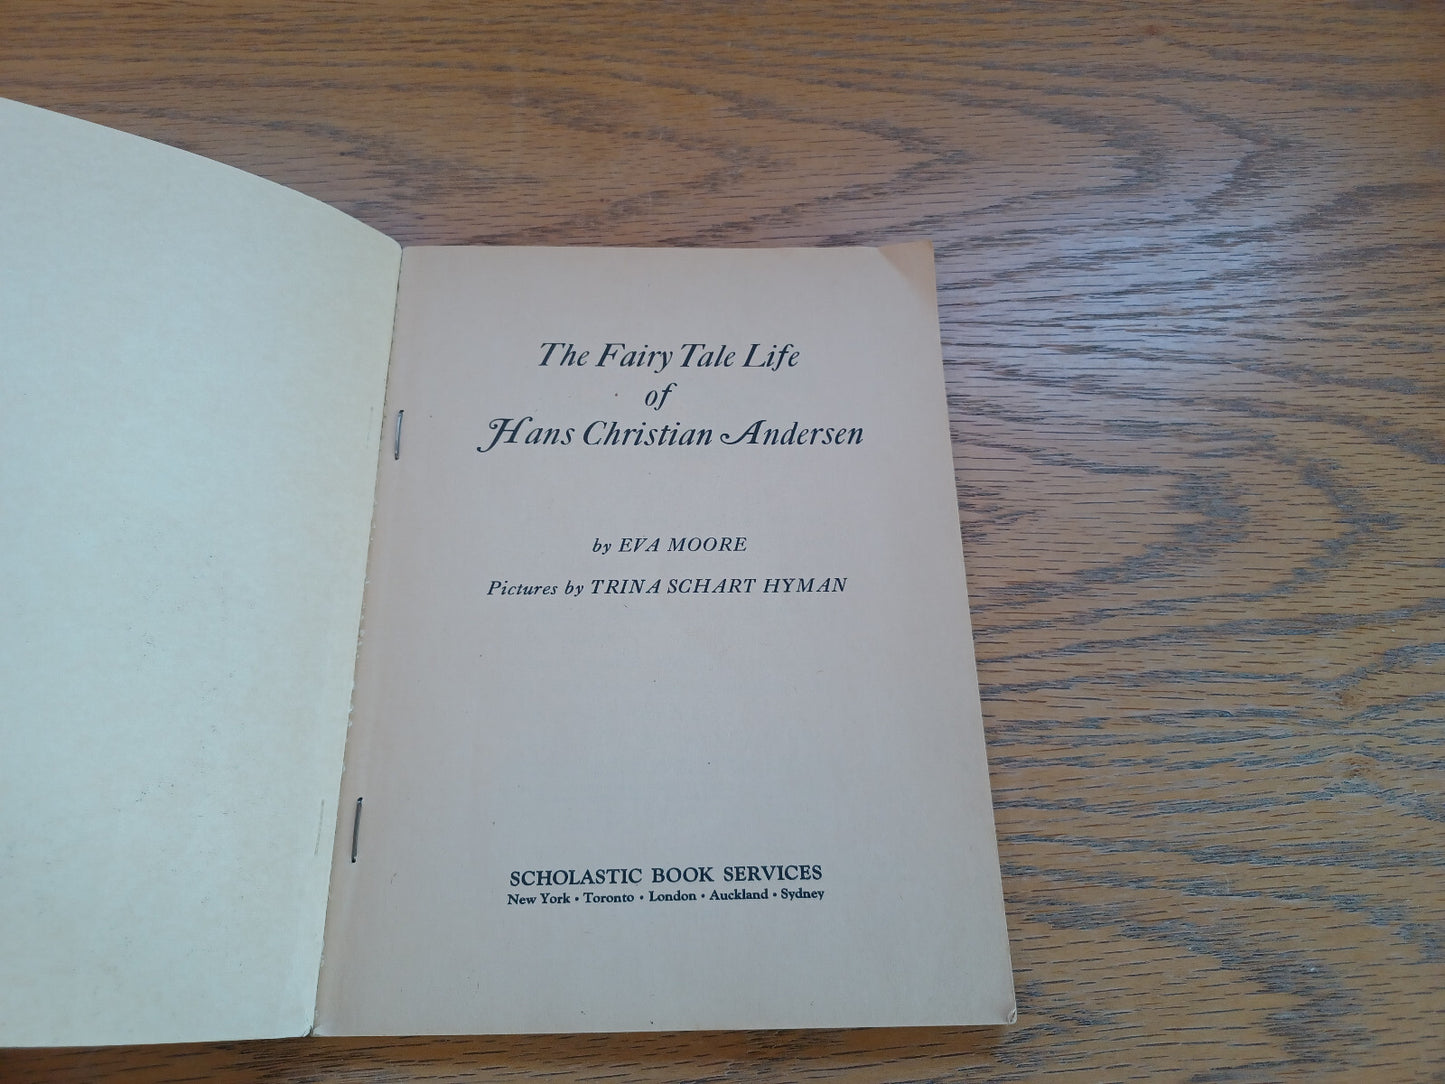 The Fairy Tale Life
of
Hans Christian Andersen
by EVA MOORE
Pictures by TRINA SCHART HYMAN
SCHOLASTIC BOOK SERVICES
New York • Toronto • London • Auckland • Sydney